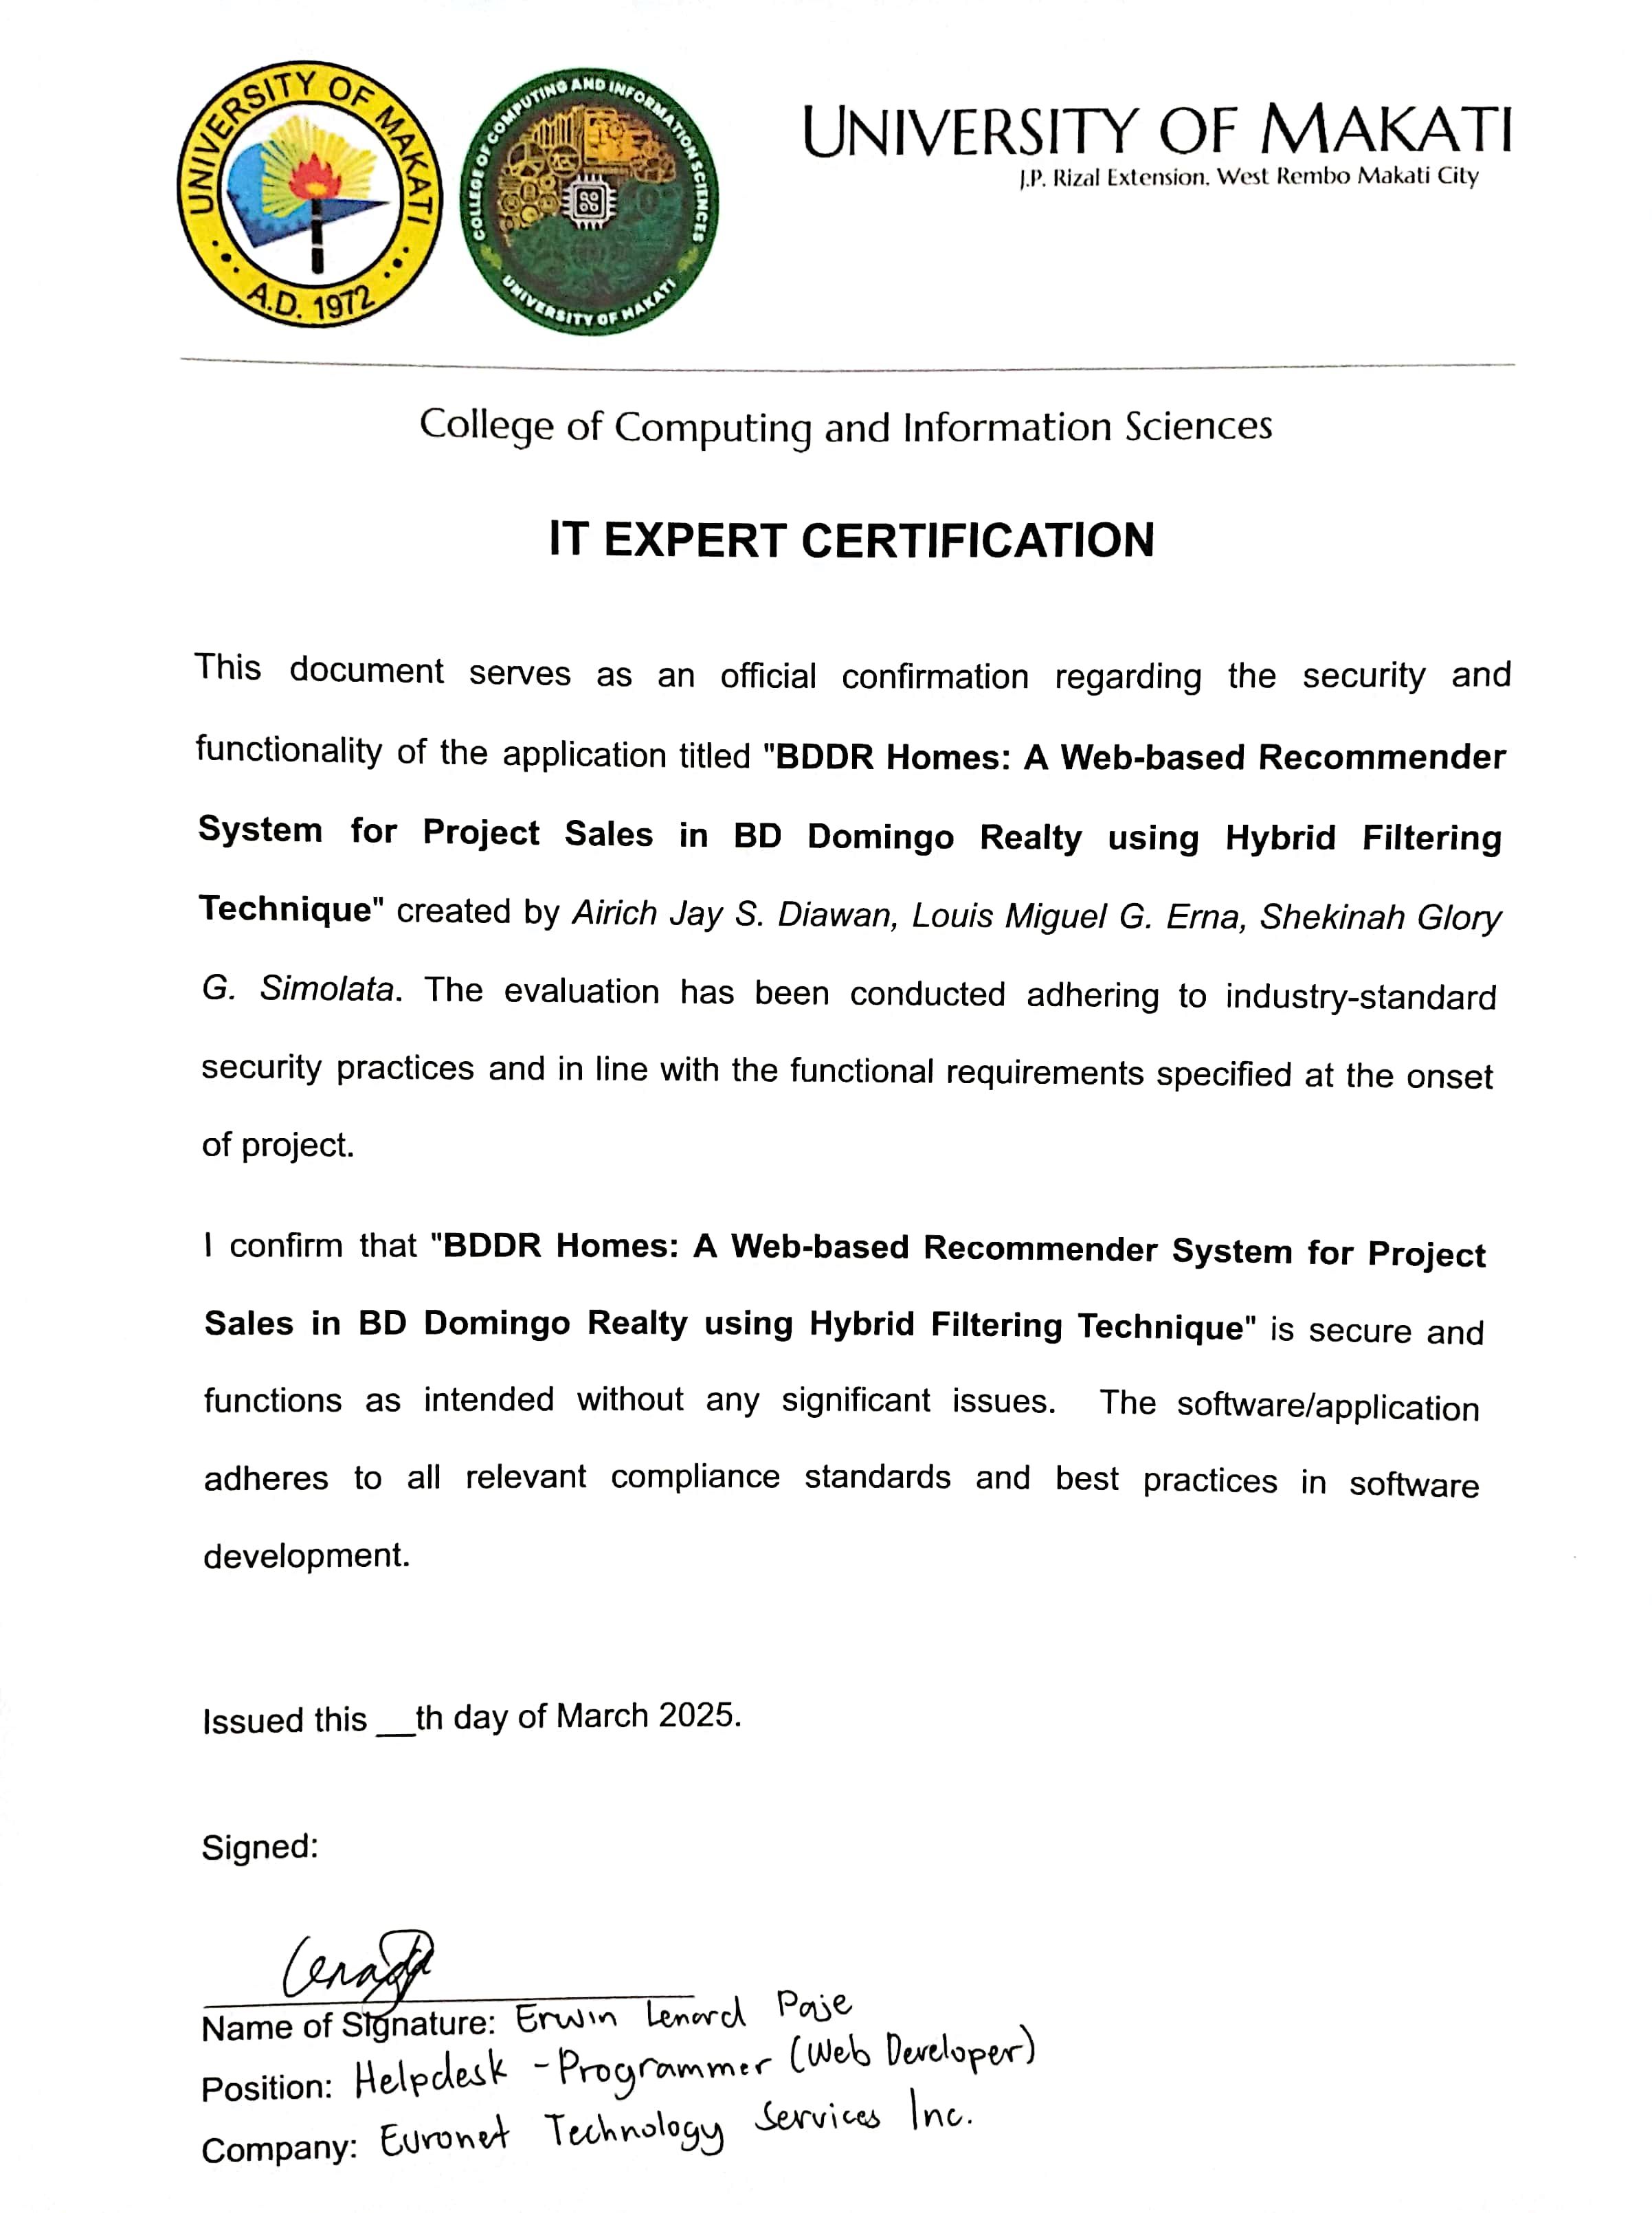 UNIVERSITY OF MAKATI
A.D. 1972
COLLEGE OF COMPUTING AND INFORMATION SCIENCES
UNIVERSITY OF MAKATI
UNIVERSITY OF MAKATI
J.P. Rizal Extension, West Rembo Makati City
College of Computing and Information Sciences
IT EXPERT CERTIFICATION
This document serves as an official confirmation regarding the security and
functionality of the application titled "BDDR Homes: A Web-based Recommender
System for Project Sales in BD Domingo Realty using Hybrid Filtering
Technique" created by Airich Jay S. Diawan, Louis Miguel G. Erna, Shekinah Glory
G. Simolata. The evaluation has been conducted adhering to industry-standard
security practices and in line with the functional requirements specified at the onset
of project.
I confirm that "BDDR Homes: A Web-based Recommender System for Project
Sales in BD Domingo Realty using Hybrid Filtering Technique" is secure and
functions as intended without any significant issues. The software/application
adheres to all relevant compliance standards and best practices in software
development.
Issued this __th day of March 2025.
Signed:
Name of Signature: Erwin Lenard Paje
Position: Helpdesk - Programmer (Web Developer)
Company: Euronet Technology Services Inc.